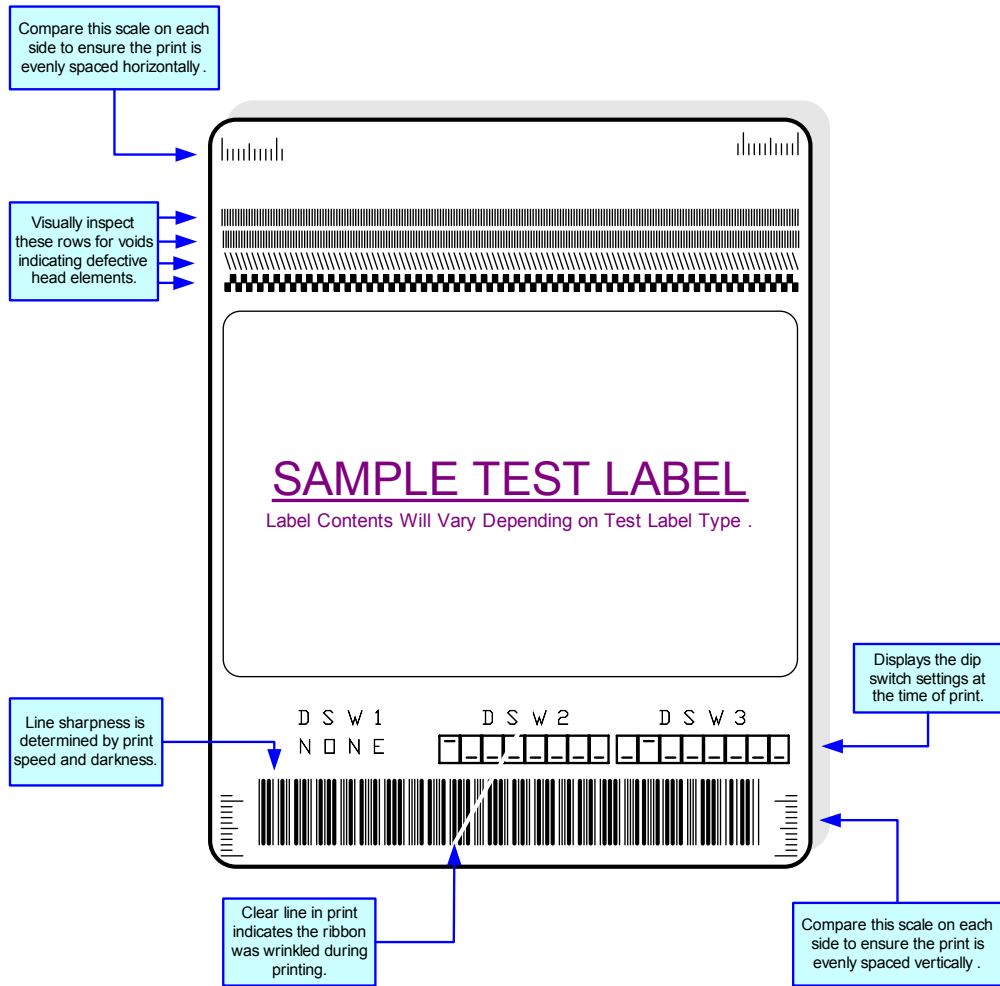 Compare this scale on each
side to ensure the print is
evenly spaced horizontally .
Visually inspect
these rows for voids
indicating defective
head elements.
SAMPLE TEST LABEL
Label Contents Will Vary Depending on Test Label Type .
Displays the dip
switch settings at
the time of print.
Line sharpness is
determined by print
speed and darkness.
DSW1 DSW2 DSW3
NONE
Clear line in print
indicates the ribbon
was wrinkled during
printing.
Compare this scale on each
side to ensure the print is
evenly spaced vertically .